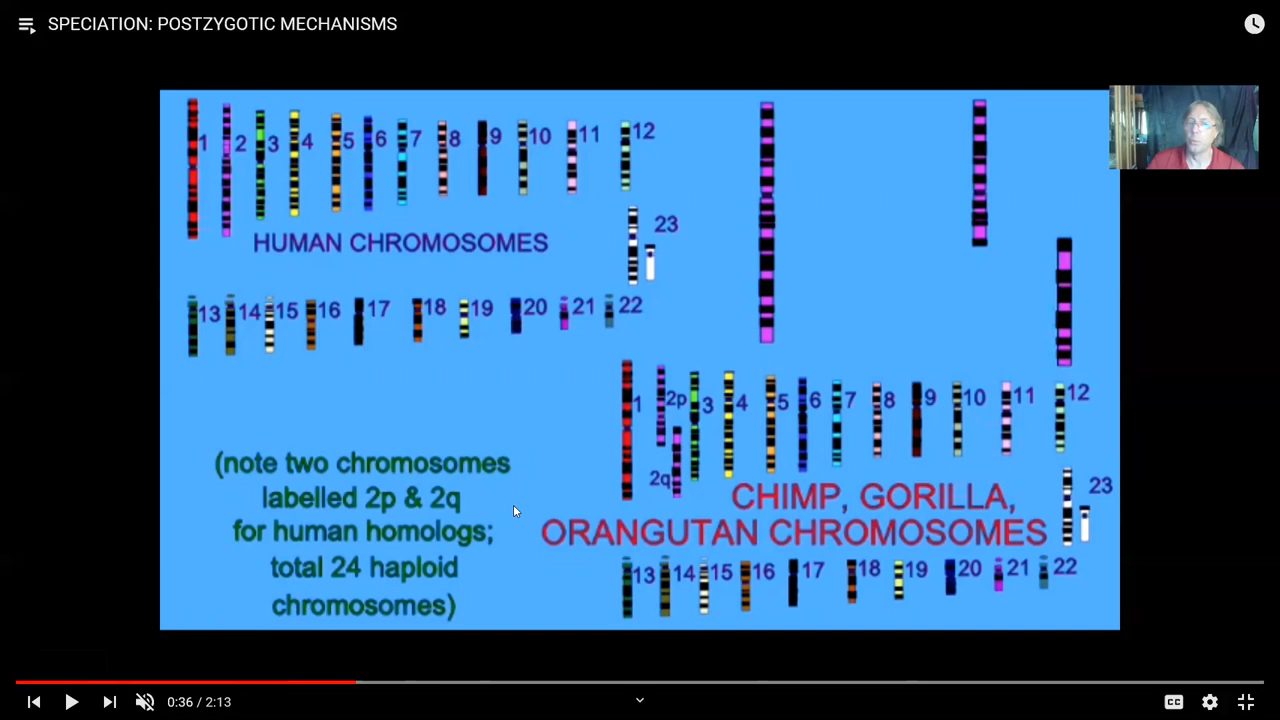 SPECIATION: POSTZYGOTIC MECHANISMS
1 2 3 4 5 6 7 8 9 10 11 12
23
HUMAN CHROMOSOMES
13 14 15 16 17 18 19 20 21 22
1 2p 3 4 5 6 7 8 9 10 11 12
2q
(note two chromosomes
labelled 2p & 2q
for human homologs;
total 24 haploid
chromosomes)
CHIMP, GORILLA,
ORANGUTAN CHROMOSOMES
23
13 14 15 16 17 18 19 20 21 22
0:36 / 2:13
CC